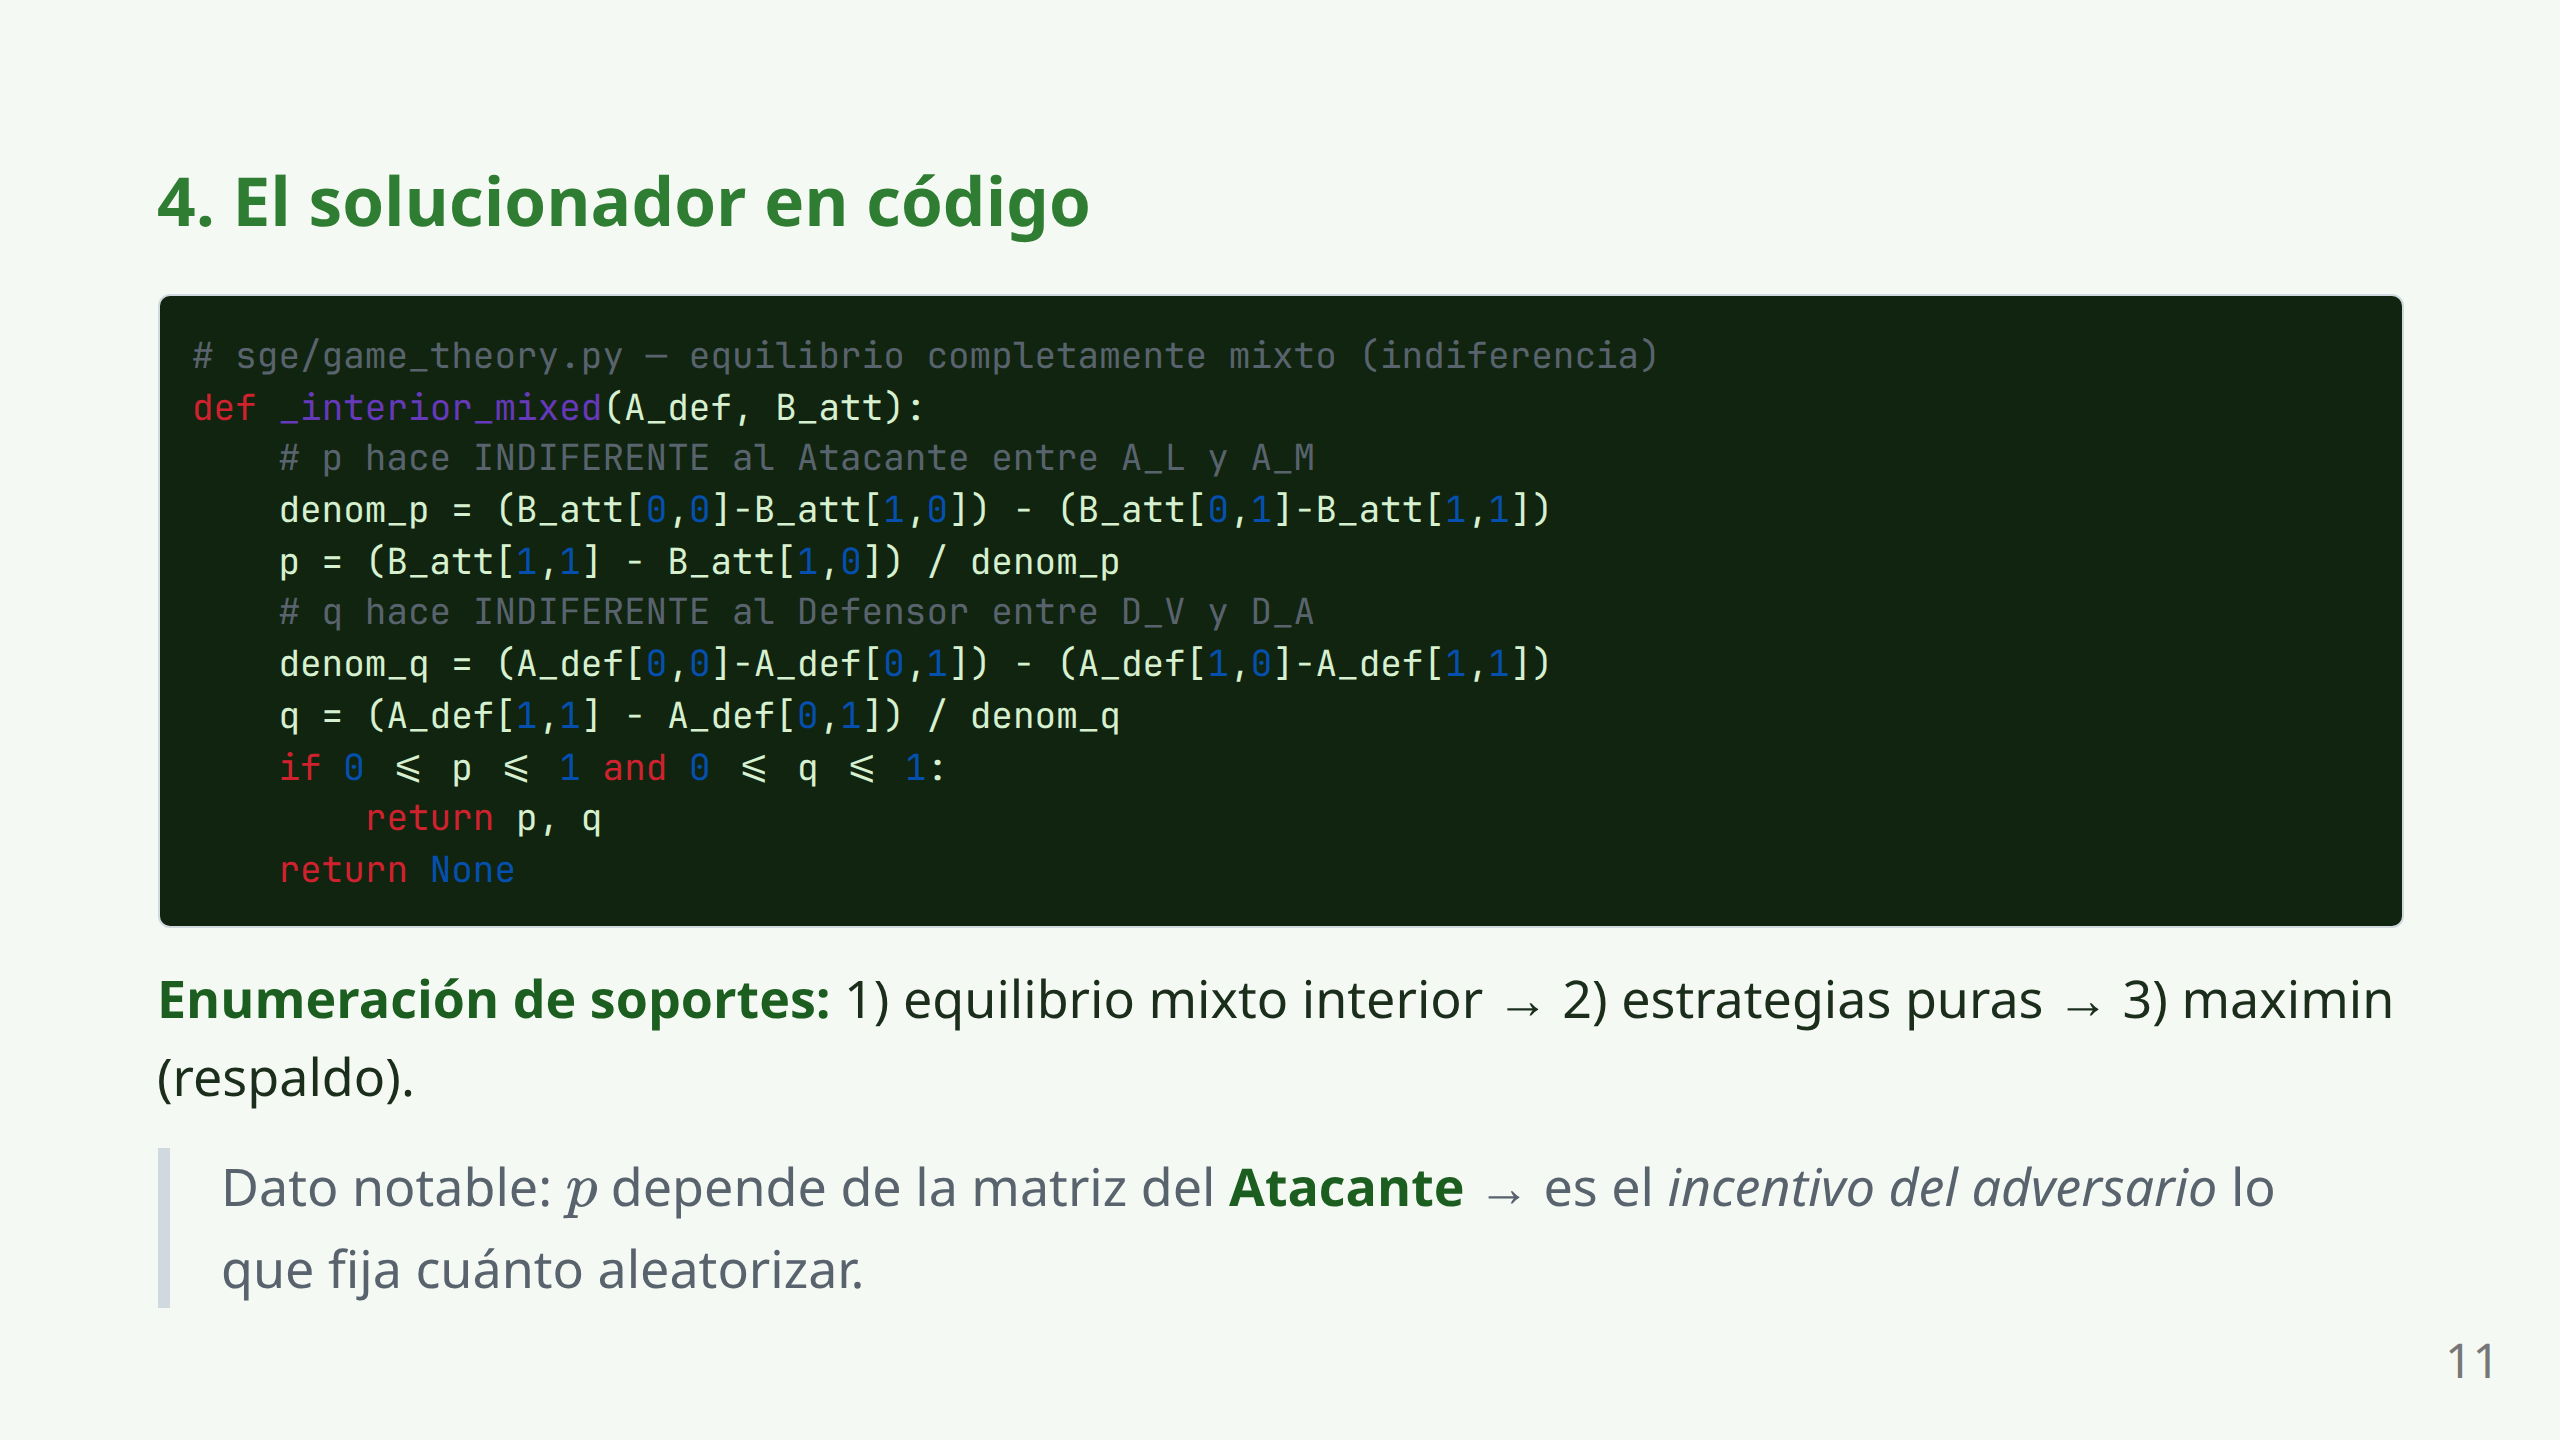 4. El solucionador en código
# sge/game_theory.py — equilibrio completamente mixto (indiferencia)
def _interior_mixed(A_def, B_att):
    # p hace INDIFERENTE al Atacante entre A_L y A_M
    denom_p = (B_att[0,0]-B_att[1,0]) - (B_att[0,1]-B_att[1,1])
    p = (B_att[1,1] - B_att[1,0]) / denom_p
    # q hace INDIFERENTE al Defensor entre D_V y D_A
    denom_q = (A_def[0,0]-A_def[0,1]) - (A_def[1,0]-A_def[1,1])
    q = (A_def[1,1] - A_def[0,1]) / denom_q
    if 0 ⩽ p ⩽ 1 and 0 ⩽ q ⩽ 1:
        return p, q
    return None
Enumeración de soportes: 1) equilibrio mixto interior → 2) estrategias puras → 3) maximin
(respaldo).
Dato notable: p depende de la matriz del Atacante → es el incentivo del adversario lo
que fija cuánto aleatorizar.
11